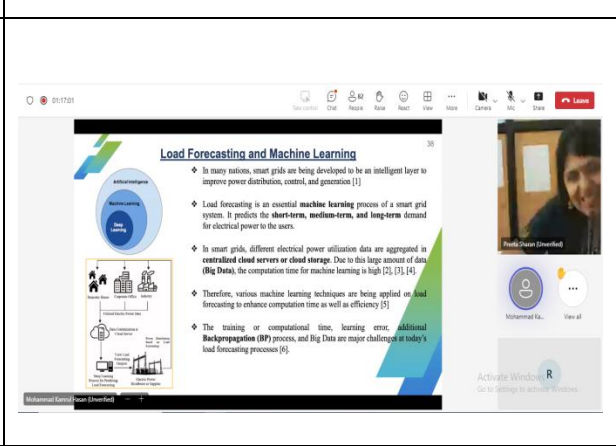 01:17:01
Take control
Chat
62
People
Raise
React
View
More
Camera
Mic
Share
Leave
38
Load Forecasting and Machine Learning
Artificial Intelligence
Machine Learning
Deep
Learning
❖ In many nations, smart grids are being developed to be an intelligent layer to
improve power distribution, control, and generation [1]
❖ Load forecasting is an essential machine learning process of a smart grid
system. It predicts the short-term, medium-term, and long-term demand
for electrical power to the users.
❖ In smart grids, different electrical power utilization data are aggregated in
centralized cloud servers or cloud storage. Due to this large amount of data
(Big Data), the computation time for machine learning is high [2], [3], [4].
❖ Therefore, various machine learning techniques are being applied on load
forecasting to enhance computation time as well as efficiency [5]
❖ The training or computational time, learning error, additional
Backpropagation (BP) process, and Big Data are major challenges at today's
load forecasting processes [6].
Corporate Office
Industry
Cloud Server
Mohammad Kamrul Hasan (Unverified)
Preeta Sharan (Unverified)
Mohammad Ka...
View all
R
Activate Windows
Go to Settings to activate Windows.